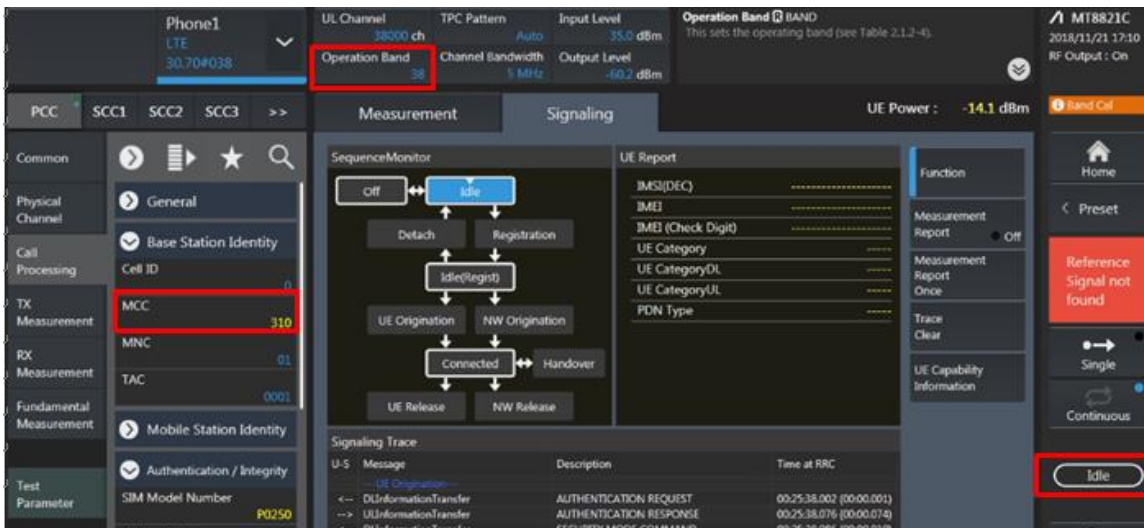 Phone1
LTE
30.70#038
UL Channel
38000 ch
TPC Pattern
Auto
Input Level
35.0 dBm
Operation Band
38
Channel Bandwidth
5 MHz
Output Level
-60.2 dBm
Operation Band R BAND
This sets the operating band (see Table 2.1.2-4).
MT8821C
2018/11/21 17:10
RF Output : On
PCC SCC1 SCC2 SCC3 >>
Measurement
Signaling
UE Power : -14.1 dBm
Band Cal
Common
Physical
Channel
Call
Processing
TX
Measurement
RX
Measurement
Fundamental
Measurement
Test
Parameter
General
Base Station Identity
Cell ID
0
MCC
310
MNC
01
TAC
0001
Mobile Station Identity
Authentication / Integrity
SIM Model Number
P0250
SequenceMonitor
Off
Idle
Detach
Registration
Idle(Regist)
UE Origination
NW Origination
Connected
Handover
UE Release
NW Release
UE Report
IMSI(DEC) --------------------
IMEI --------------------
IMEI (Check Digit) --------------------
UE Category -----
UE CategoryDL -----
UE CategoryUL -----
PDN Type -----
Signaling Trace
U-S Message Description Time at RRC
---UE Origination---
<-- DLInformationTransfer AUTHENTICATION REQUEST 00:25:38.002 (00:00.001)
--> ULInformationTransfer AUTHENTICATION RESPONSE 00:25:38.076 (00:00.074)
Function
Measurement
Report
Off
Measurement
Report
Once
Trace
Clear
UE Capability
Information
Home
< Preset
Reference
Signal not
found
Single
Continuous
Idle